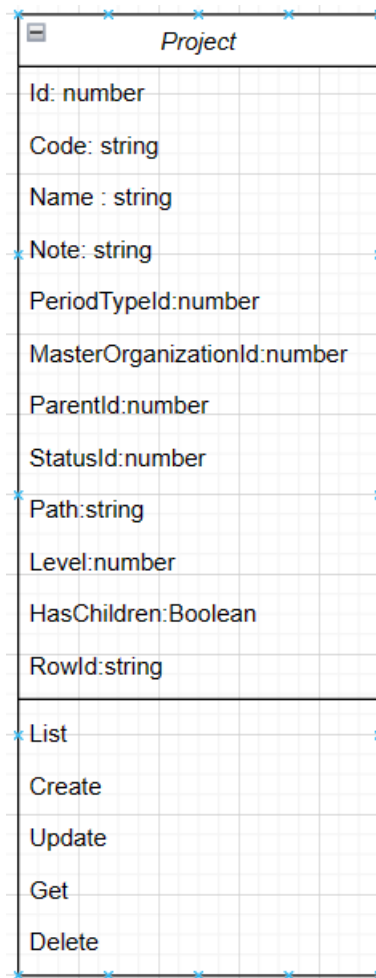 Project
Id: number
Code: string
Name : string
Note: string
PeriodTypeId:number
MasterOrganizationId:number
ParentId:number
StatusId:number
Path:string
Level:number
HasChildren:Boolean
RowId:string
List
Create
Update
Get
Delete